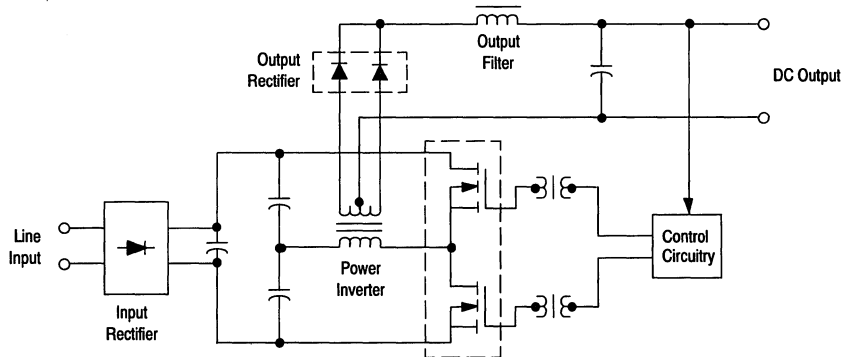 Output
Rectifier
Output
Filter
DC Output
Line
Input
Input
Rectifier
Power
Inverter
Control
Circuitry